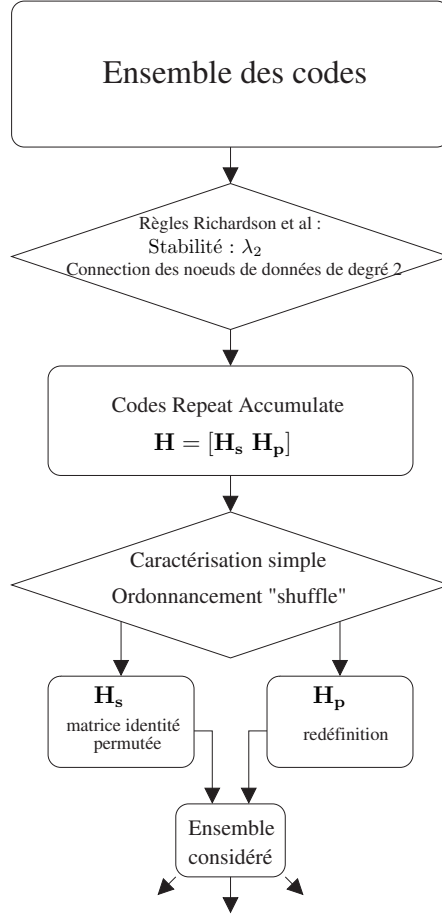 Ensemble des codes
Règles Richardson et al :
Stabilité : λ₂
Connection des noeuds de données de degré 2
Codes Repeat Accumulate
H = [Hₛ Hₚ]
Caractérisation simple
Ordonnancement "shuffle"
Hₛ
matrice identité
permutée
Hₚ
redéfinition
Ensemble
considéré